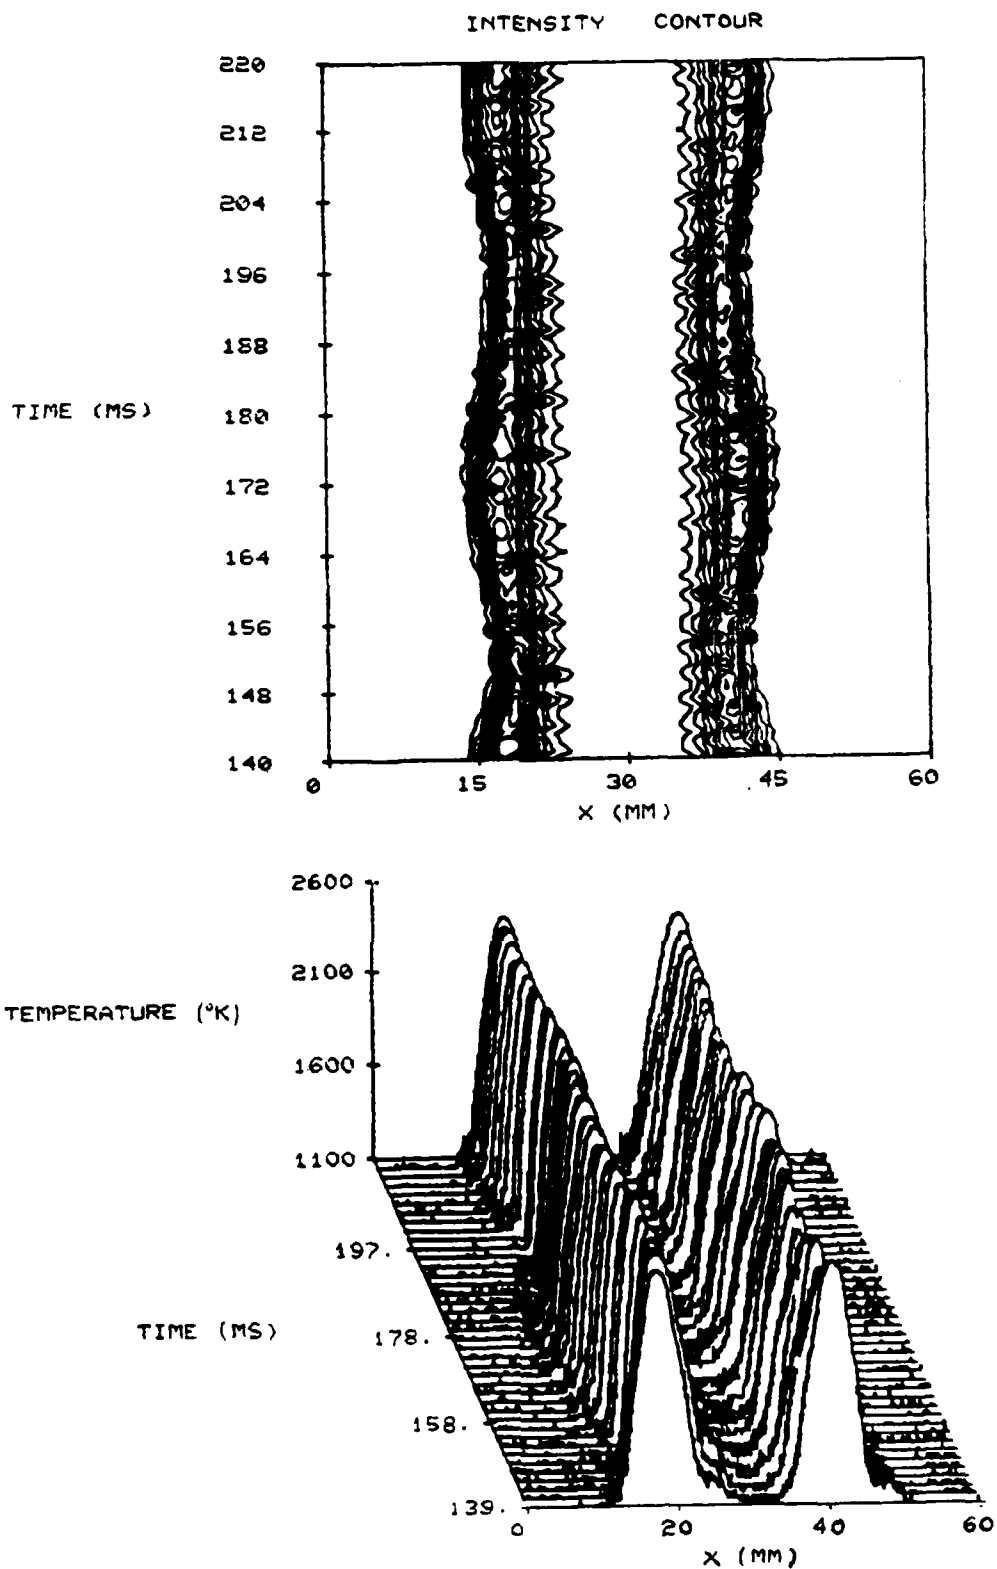 INTENSITY CONTOUR
220
212
204
196
188
TIME (MS)
180
172
164
156
148
140
0 15 30 45 60
X (MM)
2600
2100
TEMPERATURE (°K)
1600
1100
197.
TIME (MS)
178.
158.
139.
0 20 40 60
X (MM)